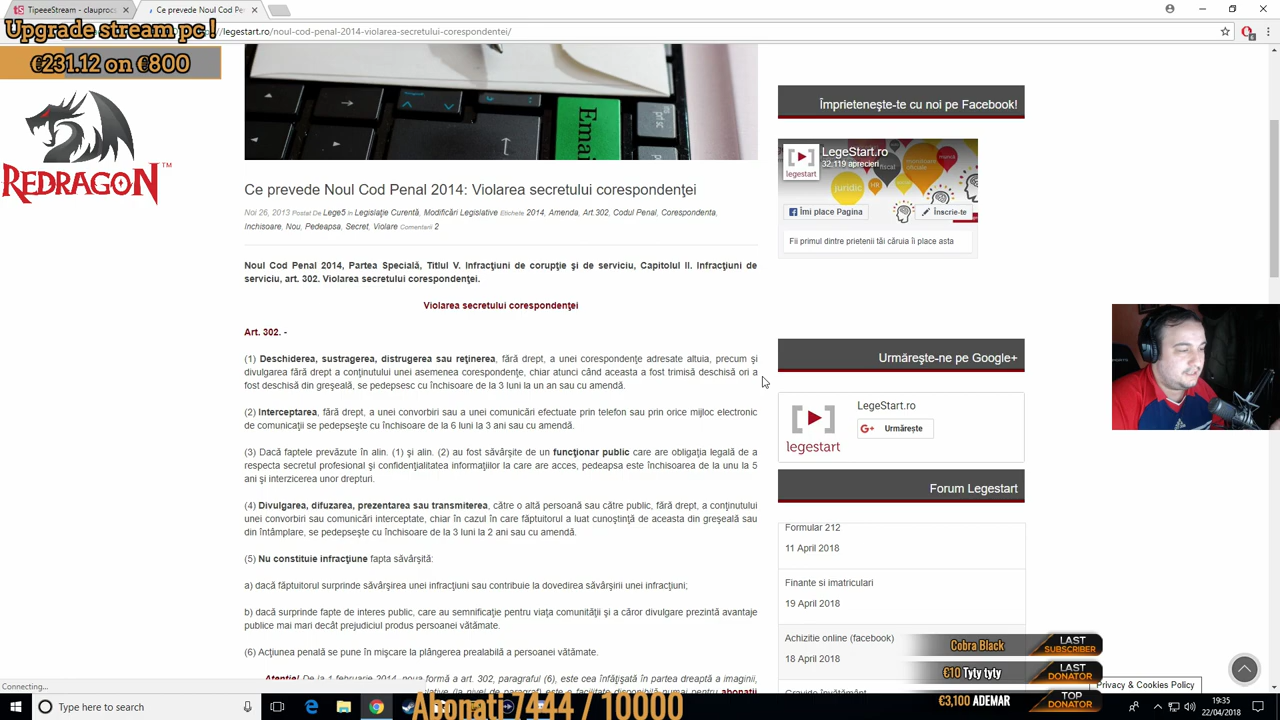 TipeeeStream - clauproc
Ce prevede Noul Cod Pen
Upgrade stream pc !
legestart.ro/noul-cod-penal-2014-violarea-secretului-corespondentei/
€231.12 on €800
REDRAGON™
Email
Ce prevede Noul Cod Penal 2014: Violarea secretului corespondenţei
Noi 26, 2013 Postat De Lege5 In Legislaţie Curentă, Modificări Legislative Etichete 2014, Amenda, Art.302, Codul Penal, Corespondenta,
Inchisoare, Nou, Pedeapsa, Secret, Violare Comentarii 2
Noul Cod Penal 2014, Partea Specială, Titlul V. Infracţiuni de corupţie şi de serviciu, Capitolul II. Infracţiuni de
serviciu, art. 302. Violarea secretului corespondenţei.
Violarea secretului corespondenţei
Art. 302. -
(1) Deschiderea, sustragerea, distrugerea sau reţinerea, fără drept, a unei corespondenţe adresate altuia, precum şi
divulgarea fără drept a conţinutului unei asemenea corespondenţe, chiar atunci când aceasta a fost trimisă deschisă ori a
fost deschisă din greşeală, se pedepsesc cu închisoare de la 3 luni la un an sau cu amendă.
(2) Interceptarea, fără drept, a unei convorbiri sau a unei comunicări efectuate prin telefon sau prin orice mijloc electronic
de comunicaţii se pedepseşte cu închisoare de la 6 luni la 3 ani sau cu amendă.
(3) Dacă faptele prevăzute în alin. (1) şi alin. (2) au fost săvârşite de un funcţionar public care are obligaţia legală de a
respecta secretul profesional şi confidenţialitatea informaţiilor la care are acces, pedeapsa este închisoarea de la unu la 5
ani şi interzicerea unor drepturi.
(4) Divulgarea, difuzarea, prezentarea sau transmiterea, către o altă persoană sau către public, fără drept, a conţinutului
unei convorbiri sau comunicări interceptate, chiar în cazul în care făptuitorul a luat cunoştinţă de aceasta din greşeală sau
din întâmplare, se pedepseşte cu închisoare de la 3 luni la 2 ani sau cu amendă.
(5) Nu constituie infracţiune fapta săvârşită:
a) dacă făptuitorul surprinde săvârşirea unei infracţiuni sau contribuie la dovedirea săvârşirii unei infracţiuni;
b) dacă surprinde fapte de interes public, care au semnificaţie pentru viaţa comunităţii şi a căror divulgare prezintă avantaje
publice mai mari decât prejudiciul produs persoanei vătămate.
(6) Acţiunea penală se pune în mişcare la plângerea prealabilă a persoanei vătămate.
Atenţie! De la 1 februarie 2014, noua formă a art. 302, paragraful (6), este cea înfăţişată în partea dreaptă a imaginii,
(la nivel de paragraf) este o facilitate disponibilă numai pentru abonaţii
Împrieteneşte-te cu noi pe Facebook!
LegeStart.ro
32.119 aprecieri
legestart
juridic
HR
fiscal
Îmi place Pagina
Înscrie-te
Fii primul dintre prietenii tăi căruia îi place asta
Urmăreşte-ne pe Google+
LegeStart.ro
G+ Urmărește
legestart
Forum Legestart
Formular 212
11 April 2018
Finante si imatriculari
19 April 2018
Achizitie online (facebook)
18 April 2018
Cobra Black LAST SUBSCRIBER
€10 Tyty tyty LAST DONATOR
€3,100 ADEMAR TOP DONATOR
Privacy & Cookies Policy
Connecting...
Type here to search
Abonati 7444 / 10000
19:35
22/04/2018